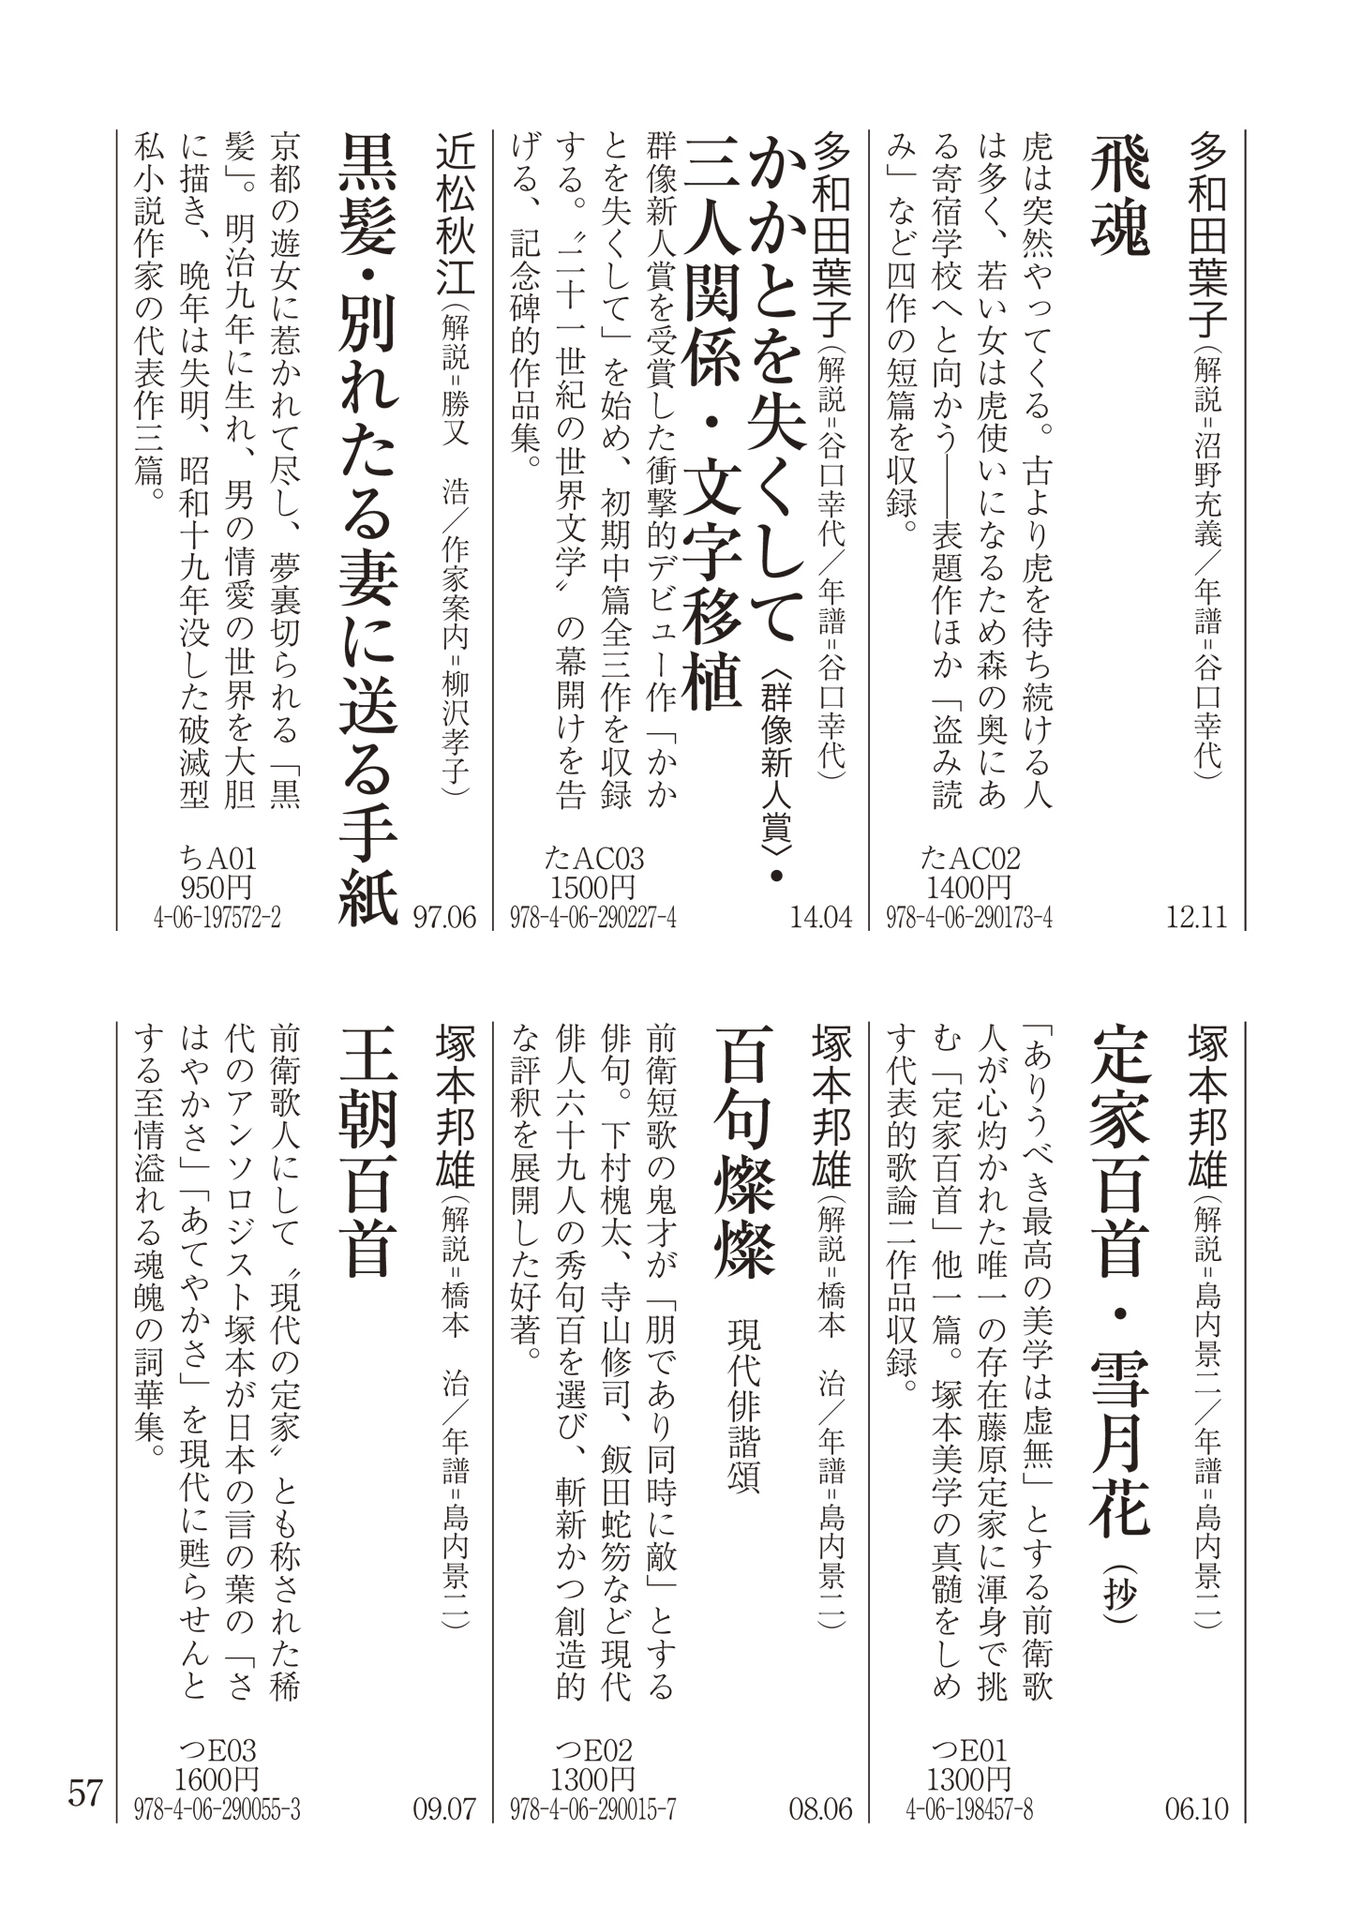 多和田葉子(解説=沼野充義/年譜=谷口幸代)
12.11
飛魂
虎は突然やってくる。古より虎を待ち続ける人
は多く、若い女は虎使いになるため森の奥にあ
る寄宿学校へと向かう――表題作ほか「盗み読
み」など四作の短篇を収録。
たAC02
1400円
978-4-06-290173-4
多和田葉子(解説=谷口幸代/年譜=谷口幸代)
14.04
かかとを失くして〈群像新人賞〉・
三人関係・文字移植
群像新人賞を受賞した衝撃的デビュー作「かか
とを失くして」を始め、初期中篇全三作を収録
する。〝二十一世紀の世界文学〟の幕開けを告
げる、記念碑的作品集。
たAC03
1500円
978-4-06-290227-4
近松秋江(解説=勝又 浩/作家案内=柳沢孝子)
97.06
黒髪・別れたる妻に送る手紙
京都の遊女に惹かれて尽し、夢裏切られる「黒
髪」。明治九年に生れ、男の情愛の世界を大胆
に描き、晩年は失明、昭和十九年没した破滅型
私小説作家の代表作三篇。
ちA01
950円
4-06-197572-2
塚本邦雄(解説=島内景二/年譜=島内景二)
06.10
定家百首・雪月花(抄)
「ありうべき最高の美学は虚無」とする前衛歌
人が心灼かれた唯一の存在藤原定家に渾身で挑
む「定家百首」他一篇。塚本美学の真髄をしめ
す代表的歌論二作品収録。
つE01
1300円
4-06-198457-8
塚本邦雄(解説=橋本 治/年譜=島内景二)
08.06
百句燦燦 現代俳諧頌
前衛短歌の鬼才が「朋であり同時に敵」とする
俳句。下村槐太、寺山修司、飯田蛇笏など現代
俳人六十九人の秀句百を選び、斬新かつ創造的
な評釈を展開した好著。
つE02
1300円
978-4-06-290015-7
塚本邦雄(解説=橋本 治/年譜=島内景二)
09.07
王朝百首
前衛歌人にして〝現代の定家〟とも称された稀
代のアンソロジスト塚本が日本の言の葉の「さ
はやかさ」「あてやかさ」を現代に甦らせんと
する至情溢れる魂魄の詞華集。
つE03
1600円
978-4-06-290055-3
57